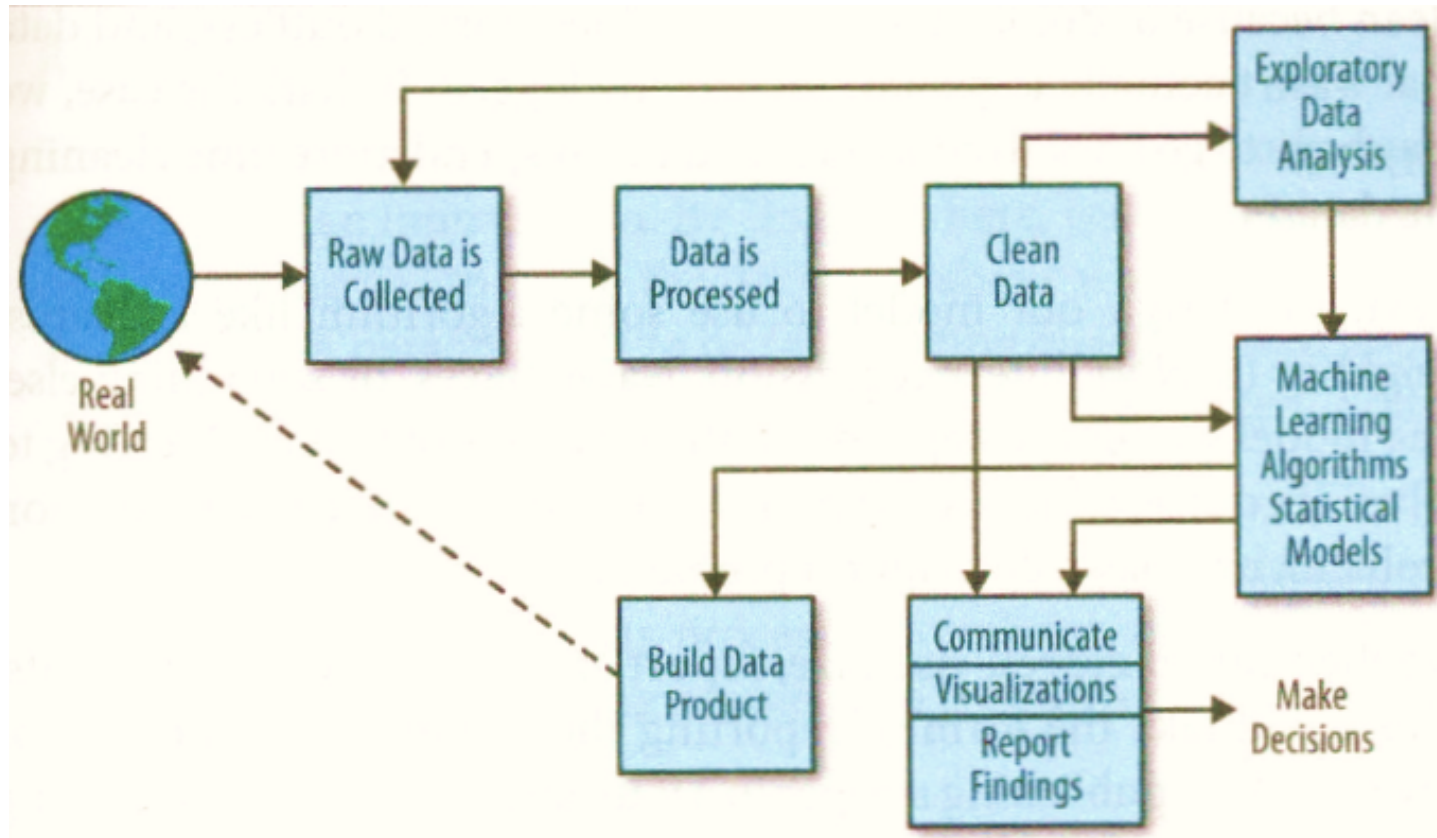 Exploratory
Data
Analysis
Raw Data is
Collected
Data is
Processed
Clean
Data
Real
World
Machine
Learning
Algorithms
Statistical
Models
Build Data
Product
Communicate
Visualizations
Report
Findings
Make
Decisions